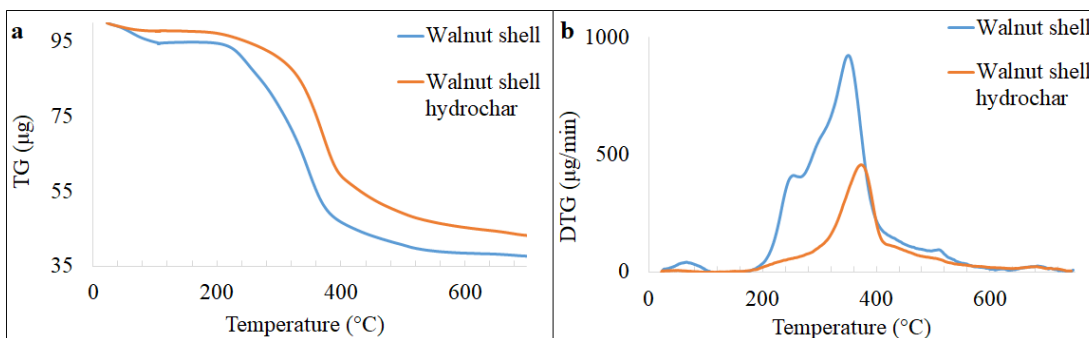 a
95
75
55
35
TG (µg)
0
200
400
600
Temperature (°C)
Walnut shell
Walnut shell
hydrochar
b
1000
500
0
DTG (µg/min)
0
200
400
600
Temperature (°C)
Walnut shell
Walnut shell
hydrochar